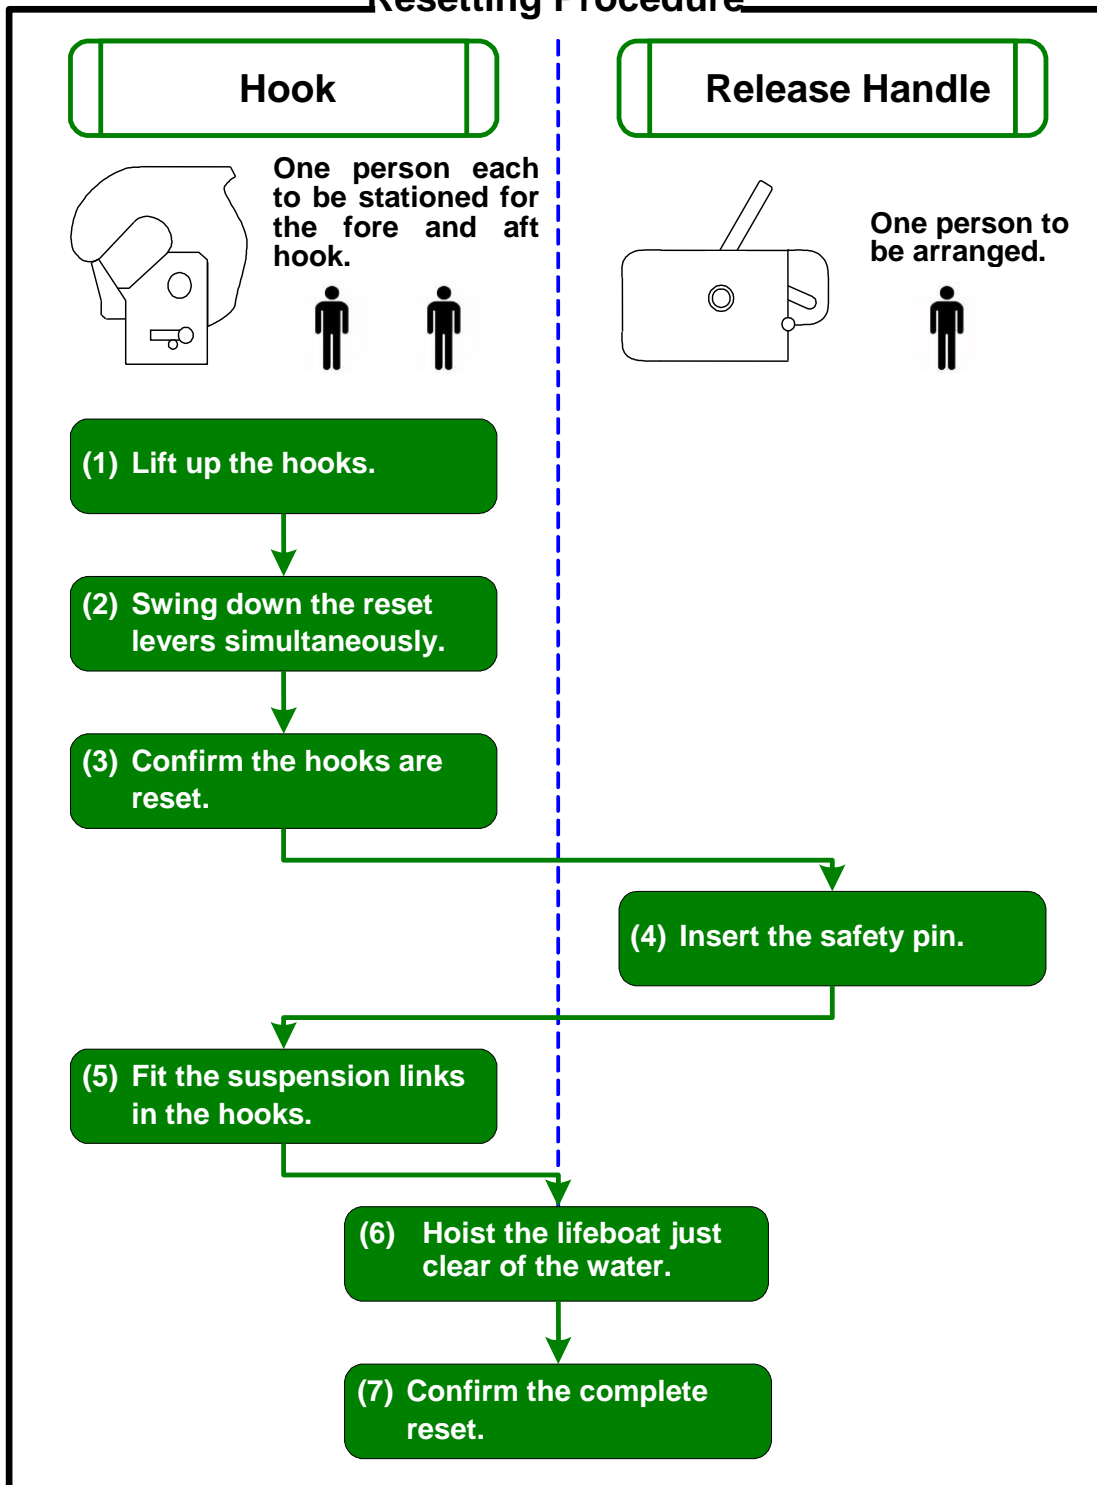 Resetting Procedure
Hook
Release Handle
One person each
to be stationed for
the fore and aft
hook.
One person to
be arranged.
(1) Lift up the hooks.
(2) Swing down the reset
levers simultaneously.
(3) Confirm the hooks are
reset.
(4) Insert the safety pin.
(5) Fit the suspension links
in the hooks.
(6) Hoist the lifeboat just
clear of the water.
(7) Confirm the complete
reset.